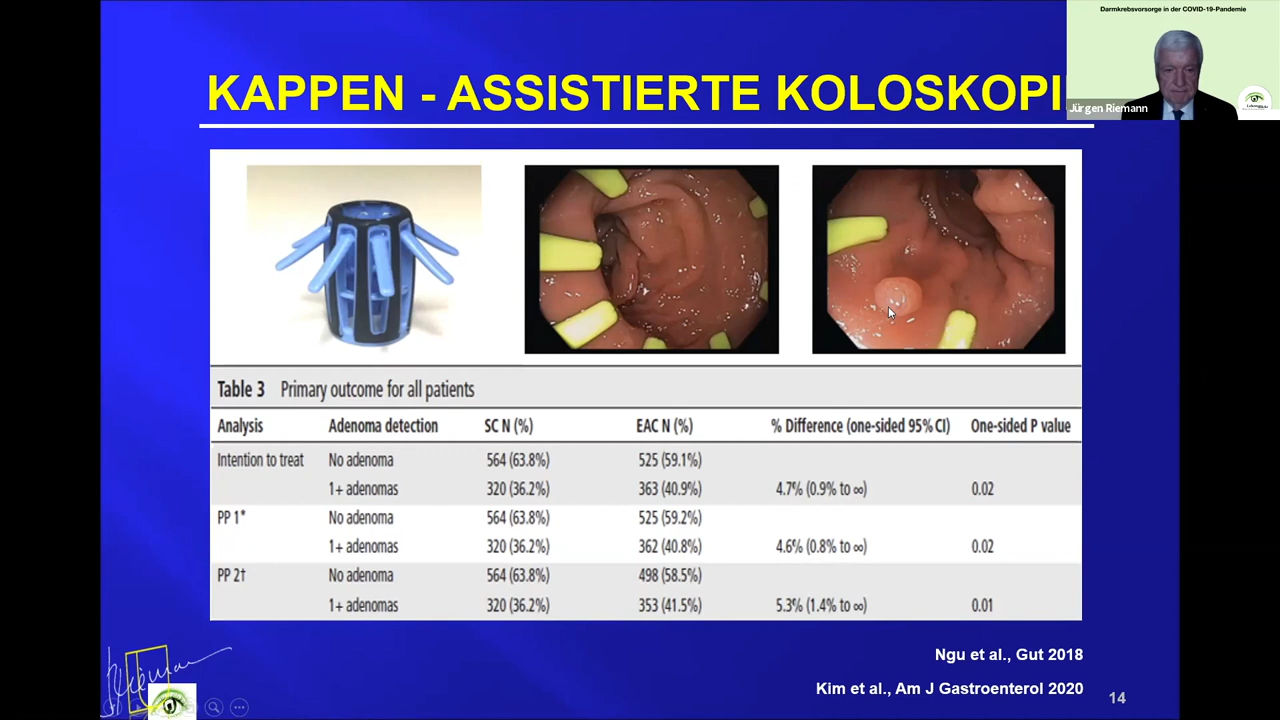 Darmkrebsvorsorge in der COVID-19-Pandemie
Jürgen Riemann
KAPPEN - ASSISTIERTE KOLOSKOPI
Table 3 Primary outcome for all patients
Analysis Adenoma detection SC N (%) EAC N (%) % Difference (one-sided 95% CI) One-sided P value
Intention to treat No adenoma 564 (63.8%) 525 (59.1%)
1+ adenomas 320 (36.2%) 363 (40.9%) 4.7% (0.9% to ∞) 0.02
PP 1* No adenoma 564 (63.8%) 525 (59.2%)
1+ adenomas 320 (36.2%) 362 (40.8%) 4.6% (0.8% to ∞) 0.02
PP 2† No adenoma 564 (63.8%) 498 (58.5%)
1+ adenomas 320 (36.2%) 353 (41.5%) 5.3% (1.4% to ∞) 0.01
Ngu et al., Gut 2018
Kim et al., Am J Gastroenterol 2020
14